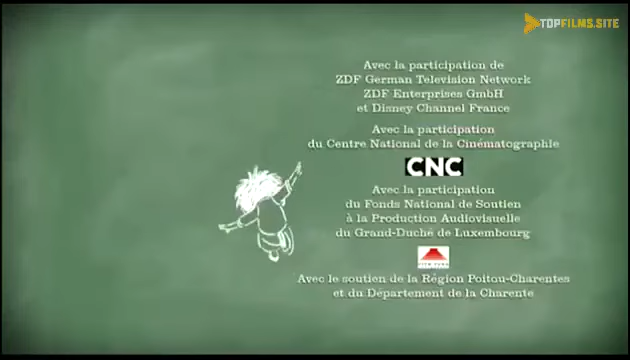 TOPFILMS.SITE
Avec la participation de
ZDF German Television Network
ZDF Enterprises GmbH
et Disney Channel France
Avec la participation
du Centre National de la Cinématographie
CNC
Avec la participation
du Fonds National de Soutien
à la Production Audiovisuelle
du Grand-Duché de Luxembourg
Avec le soutien de la Région Poitou-Charentes
et du Département de la Charente